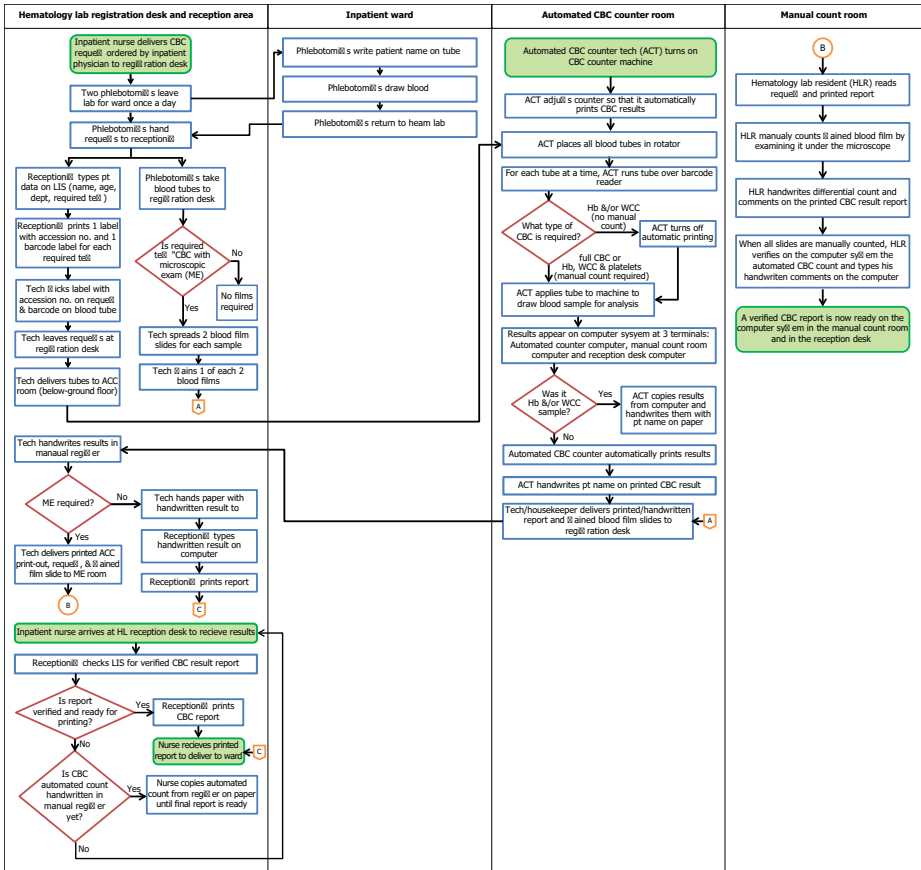 Hematology lab registration desk and reception area
Inpatient ward
Automated CBC counter room
Manual count room
Inpatient nurse delivers CBC
request ordered by inpatient
physician to registration desk
Two phlebotomists leave
lab for ward once a day
Phlebotomists hand
requests to receptionist
Receptionist types pt
data on LIS (name, age,
dept, required test)
Receptionist prints 1 label
with accession no. and 1
barcode label for each
required test
Tech sticks label with
accession no. on request
& barcode on blood tube
Tech leaves requests at
registration desk
Tech delivers tubes to ACC
room (below-ground floor)
Phlebotomists take
blood tubes to
registration desk
Is required
test "CBC with
microscopic
exam (ME)
No
No films
required
Yes
Tech spreads 2 blood film
slides for each sample
Tech stains 1 of each 2
blood films
A
Tech handwrites results in
manaual register
ME required?
No
Yes
Tech hands paper with
handwritten result to
Receptionist types
handwritten result on
computer
Receptionist prints report
C
Tech delivers printed ACC
print-out, request, & stained
film slide to ME room
B
Inpatient nurse arrives at HL reception desk to recieve results
Receptionist checks LIS for verified CBC result report
Is report
verified and ready for
printing?
Yes
Receptionist prints
CBC report
Nurse recieves printed
report to deliver to ward
C
No
Is CBC
automated count
handwritten in
manual register
yet?
Yes
Nurse copies automated
count from register on paper
until final report is ready
No
Phlebotomists write patient name on tube
Phlebotomists draw blood
Phlebotomists return to heam lab
Automated CBC counter tech (ACT) turns on
CBC counter machine
ACT adjusts counter so that it automatically
prints CBC results
ACT places all blood tubes in rotator
For each tube at a time, ACT runs tube over barcode
reader
What type of
CBC is required?
Hb &/or WCC
(no manual
count)
ACT turns off
automatic printing
full CBC or
Hb, WCC & platelets
(manual count required)
ACT applies tube to machine to
draw blood sample for analysis
Results appear on computer sysyem at 3 terminals:
Automated counter computer, manual count room
computer and reception desk computer
Was it
Hb &/or WCC
sample?
Yes
ACT copies results
from computer and
handwrites them with
pt name on paper
No
Automated CBC counter automatically prints results
ACT handwrites pt name on printed CBC result
Tech/housekeeper delivers printed/handwritten
report and stained blood film slides to
registration desk
A
B
Hematology lab resident (HLR) reads
request and printed report
HLR manualy counts stained blood film by
examining it under the microscope
HLR handwrites differential count and
comments on the printed CBC result report
When all slides are manually counted, HLR
verifies on the computer system
the automated CBC count and types his
handwriten comments on the computer
A verified CBC report is now ready on the
computer system in the manual count room
and in the reception desk